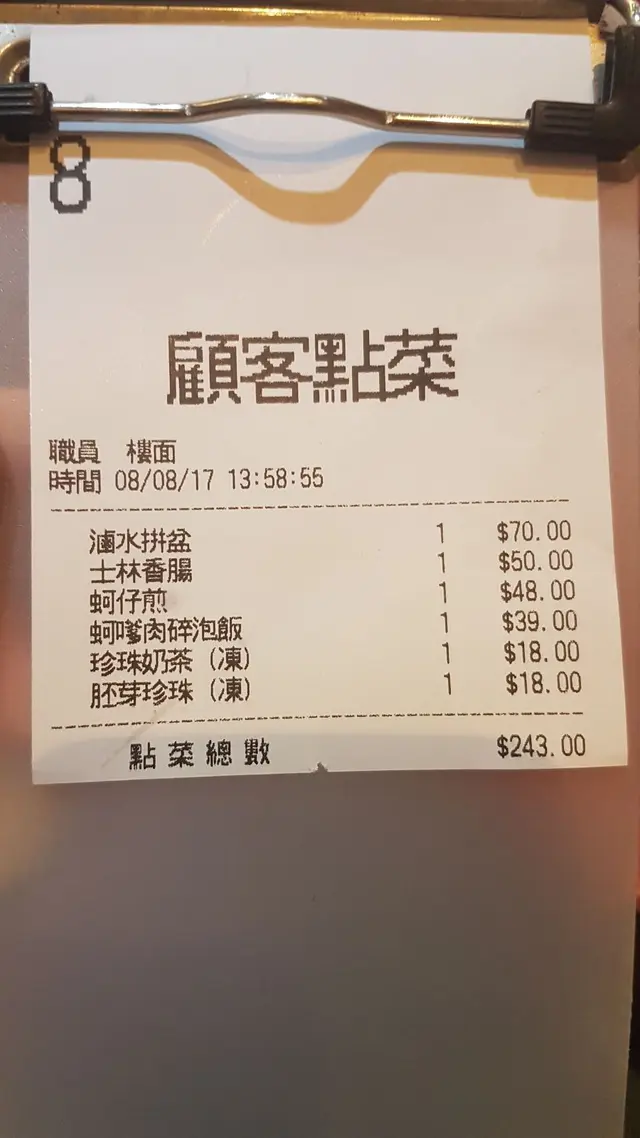 8
顧客點菜
職員 樓面
時間 08/08/17 13:58:55
滷水拼盆 1 $70.00
士林香腸 1 $50.00
蚵仔煎 1 $48.00
蚵嗲肉碎泡飯 1 $39.00
珍珠奶茶 (凍) 1 $18.00
胚芽珍珠 (凍) 1 $18.00
點菜總數 $243.00